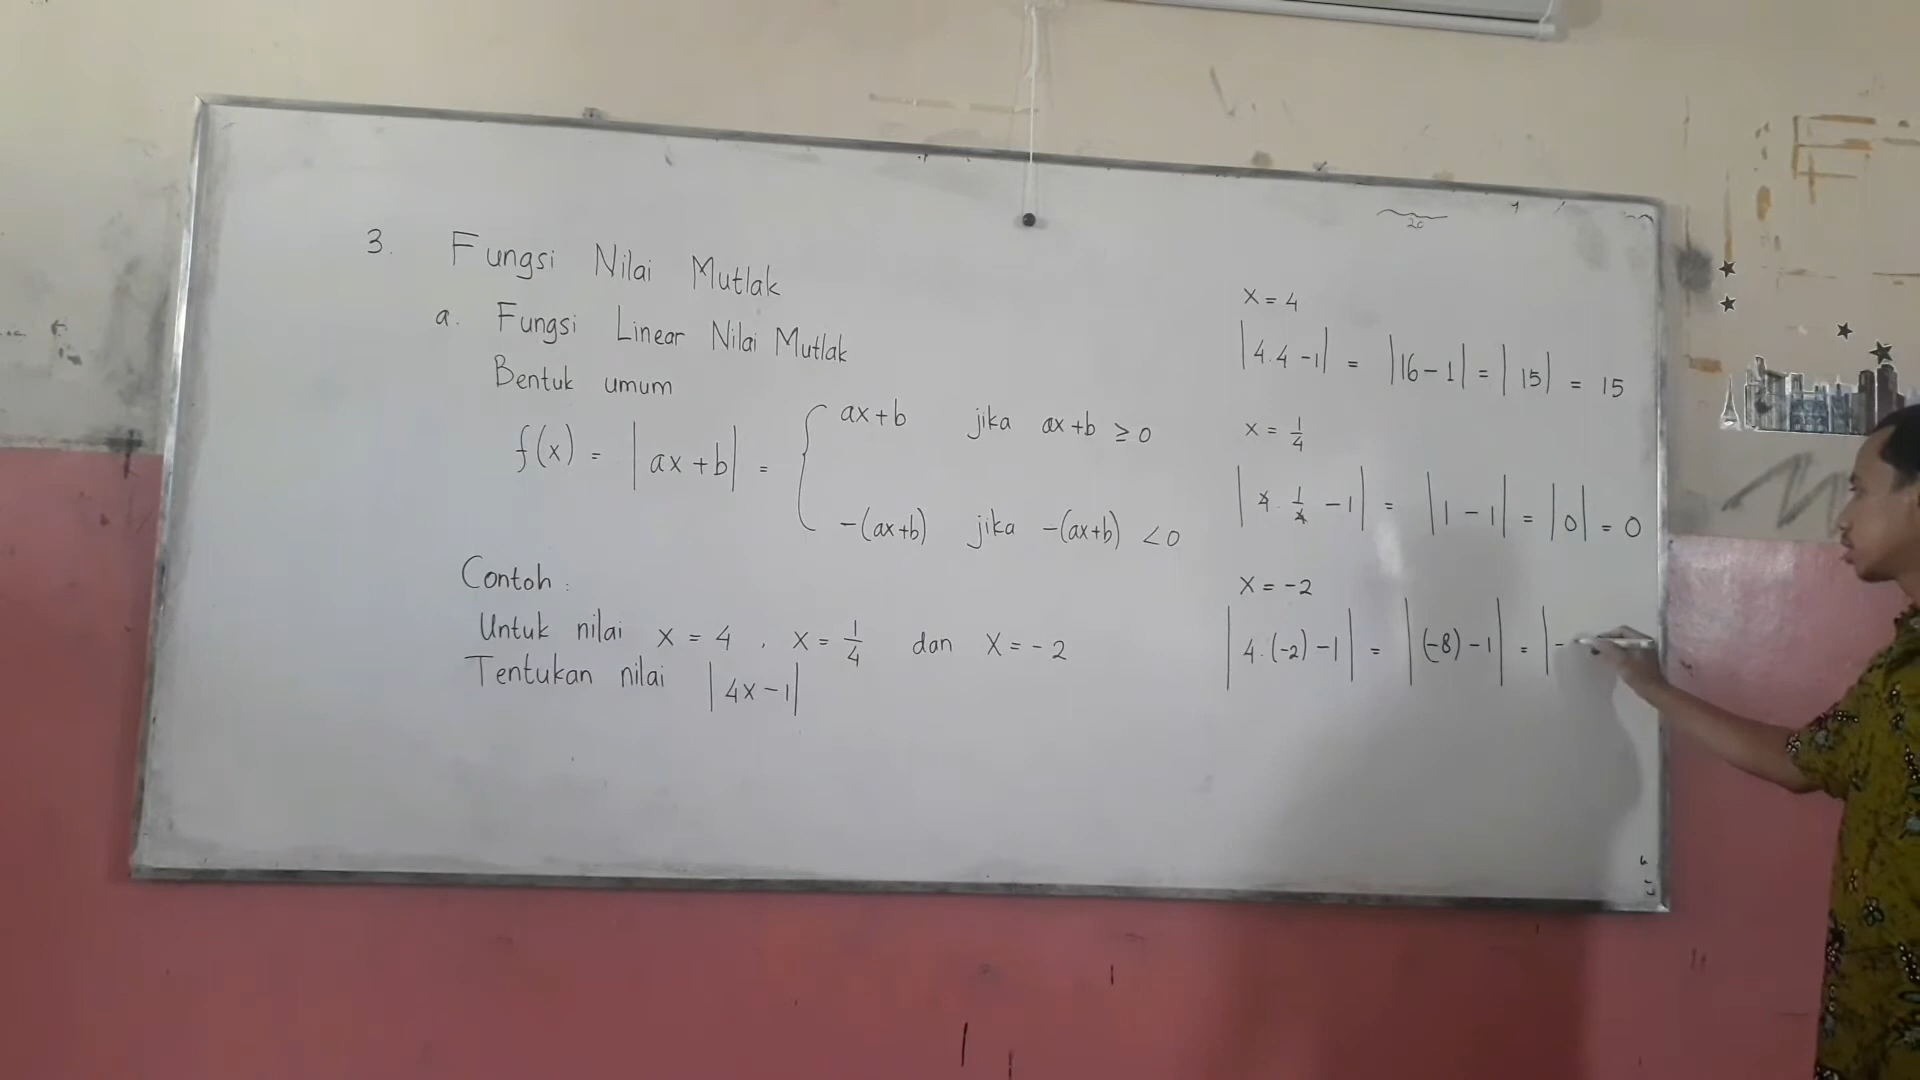 3. Fungsi Nilai Mutlak
a. Fungsi Linear Nilai Mutlak
Bentuk umum
f(x) = |ax+b| = { ax+b jika ax+b ≥ 0
-(ax+b) jika -(ax+b) < 0
Contoh :
Untuk nilai x = 4 , x = 1/4 dan x = -2
Tentukan nilai |4x-1|
2c
x = 4
|4.4 -1| = |16-1| = |15| = 15
x = 1/4
|4 . 1/4 -1| = |1-1| = |0| = 0
x = -2
|4.(-2)-1| = |(-8)-1| = |-